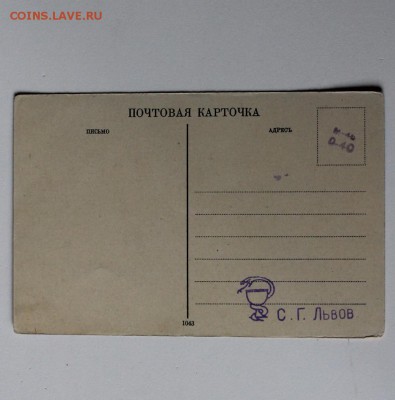 COINS.LAVE.RU
ПОЧТОВАЯ КАРТОЧКА
ПИСЬМО
АДРЕСЪ
0-40
С. Г. ЛЬВОВ
1043